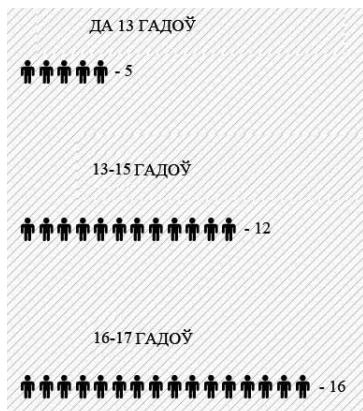 ДА 13 ГАДОЎ
- 5
13-15 ГАДОЎ
- 12
16-17 ГАДОЎ
- 16